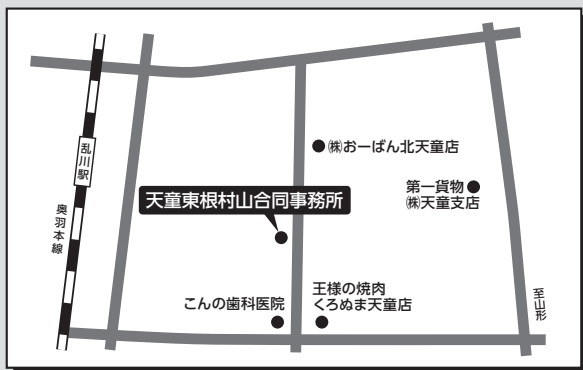 ㈱おーばん北天童店
乱川駅
第一貨物
㈱天童支店
天童東根村山合同事務所
奥羽本線
王様の焼肉
くろぬま天童店
こんの歯科医院
至山形